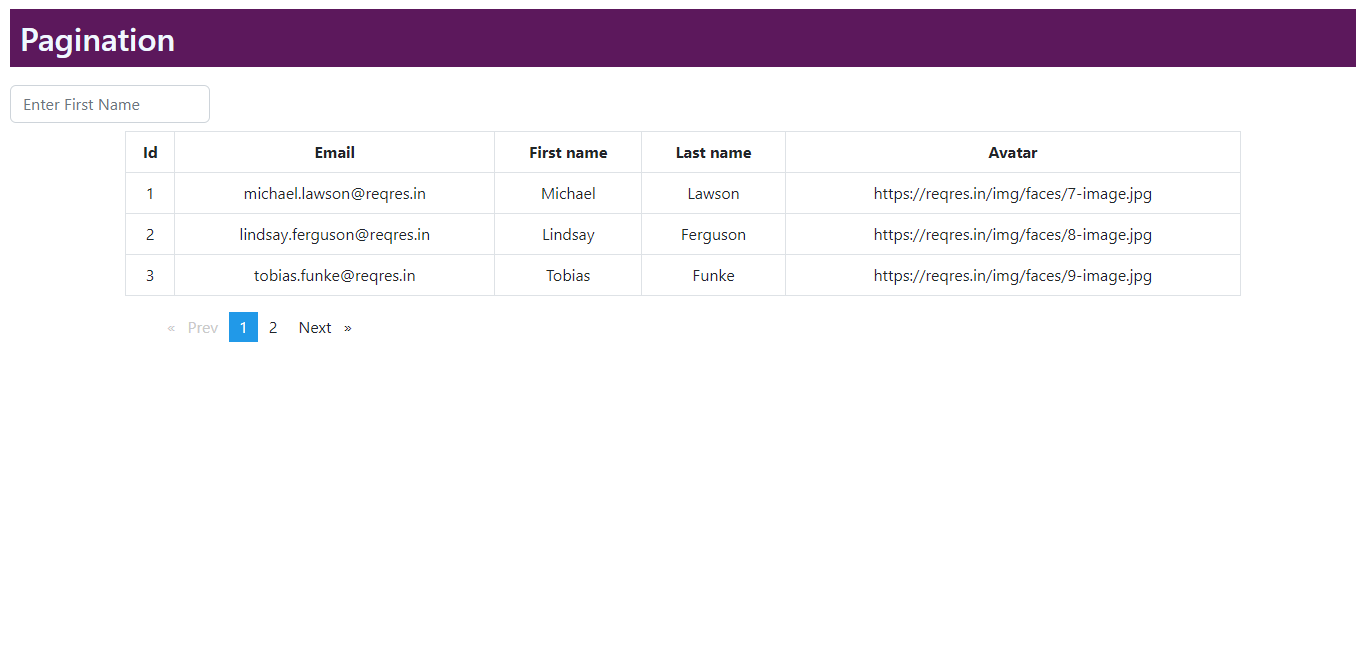 Pagination
Enter First Name
Id Email First name Last name Avatar
1 michael.lawson@reqres.in Michael Lawson https://reqres.in/img/faces/7-image.jpg
2 lindsay.ferguson@reqres.in Lindsay Ferguson https://reqres.in/img/faces/8-image.jpg
3 tobias.funke@reqres.in Tobias Funke https://reqres.in/img/faces/9-image.jpg
« Prev 1 2 Next »